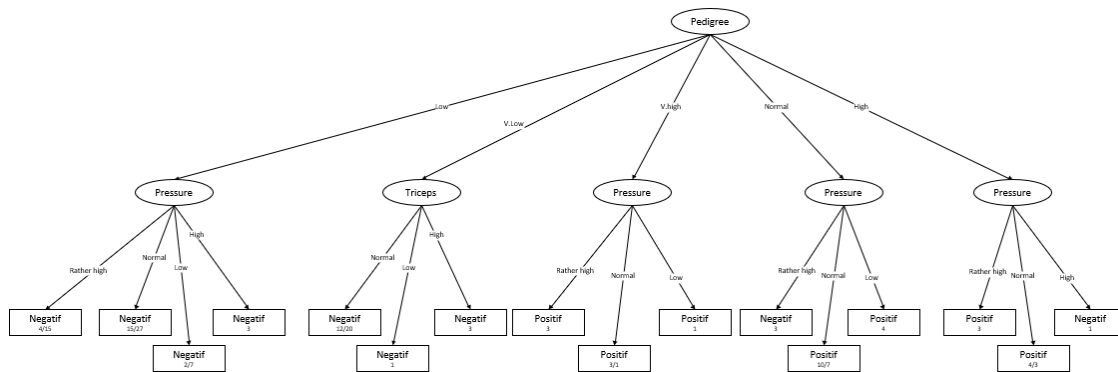 Pedigree
Low
V.Low
V.high
Normal
High
Pressure
Triceps
Pressure
Pressure
Pressure
Rather high
Normal
Low
High
Normal
Low
High
Rather high
Normal
Low
Rather high
Normal
Low
Rather high
Normal
High
Negatif
4/15
Negatif
15/27
Negatif
3
Negatif
12/20
Negatif
3
Positif
3
Positif
1
Negatif
3
Positif
4
Positif
3
Negatif
1
Negatif
2/7
Negatif
1
Positif
3/1
Positif
10/7
Positif
4/3